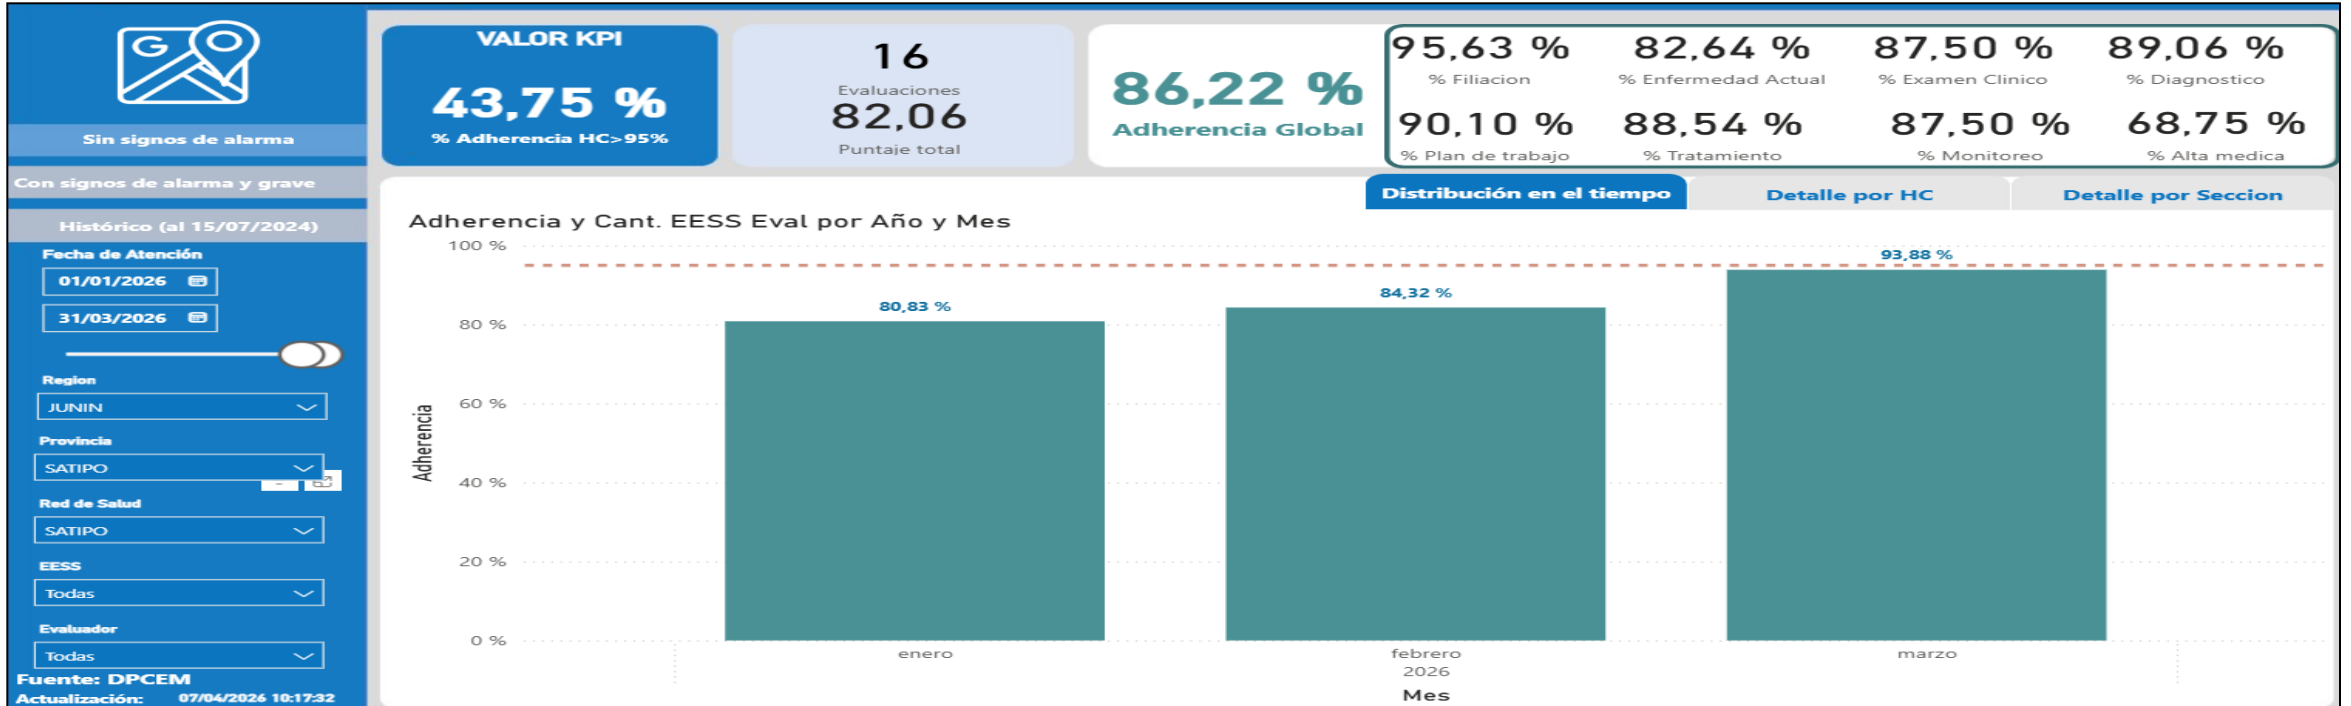 G
Sin signos de alarma
Con signos de alarma y grave
Histórico (al 15/07/2024)
Fecha de Atención
01/01/2026
31/03/2026
Region
JUNIN
Provincia
SATIPO
Red de Salud
SATIPO
EESS
Todas
Evaluador
Todas
Fuente: DPCEM
Actualización: 07/04/2026 10:17:32
VALOR KPI
43,75 %
% Adherencia HC>95%
16
Evaluaciones
82,06
Puntaje total
86,22 %
Adherencia Global
95,63 % 82,64 % 87,50 % 89,06 %
% Filiacion % Enfermedad Actual % Examen Clinico % Diagnostico
90,10 % 88,54 % 87,50 % 68,75 %
% Plan de trabajo % Tratamiento % Monitoreo % Alta medica
Distribución en el tiempo Detalle por HC Detalle por Seccion
Adherencia y Cant. EESS Eval por Año y Mes
100 %
80 %
60 %
40 %
20 %
0 %
Adherencia
80,83 %
84,32 %
93,88 %
enero febrero marzo
2026
Mes